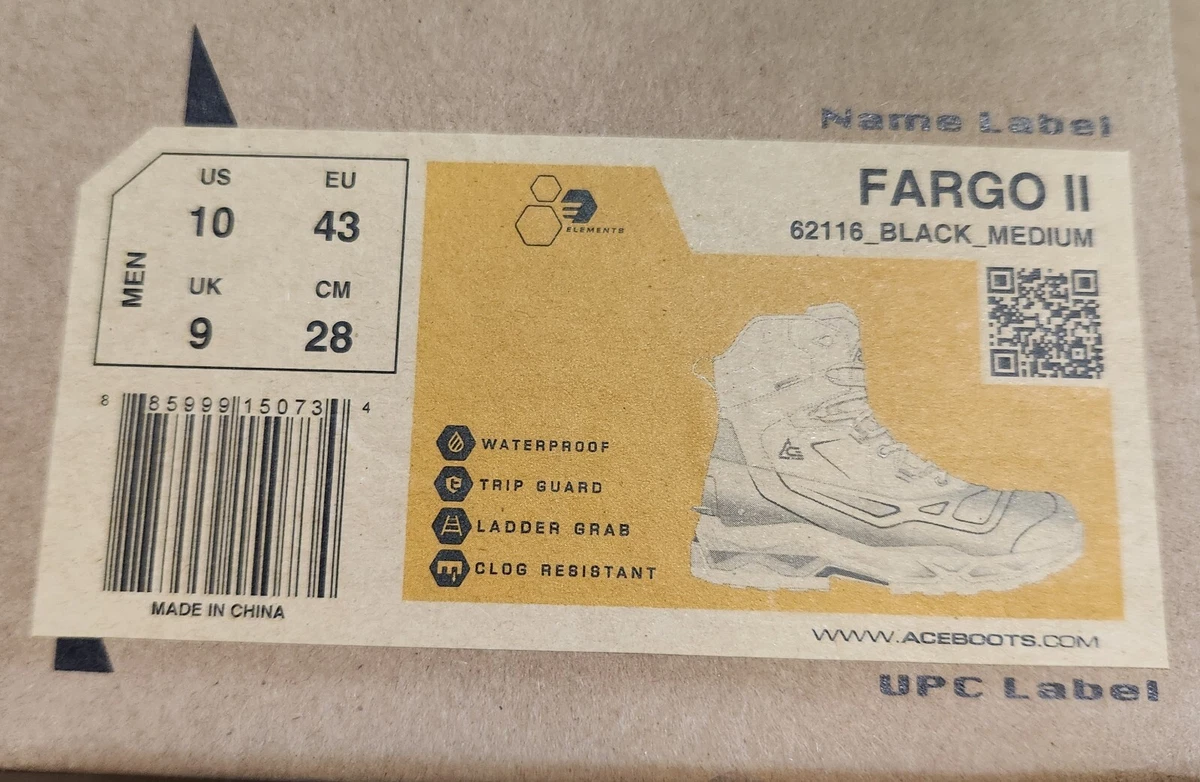 Name Label
US
EU
10
43
MEN
UK
CM
9
28
8 85999 15073 4
MADE IN CHINA
ELEMENTS
FARGO II
62116_BLACK_MEDIUM
WATERPROOF
TRIP GUARD
LADDER GRAB
CLOG RESISTANT
WWW.ACEBOOTS.COM
UPC Label